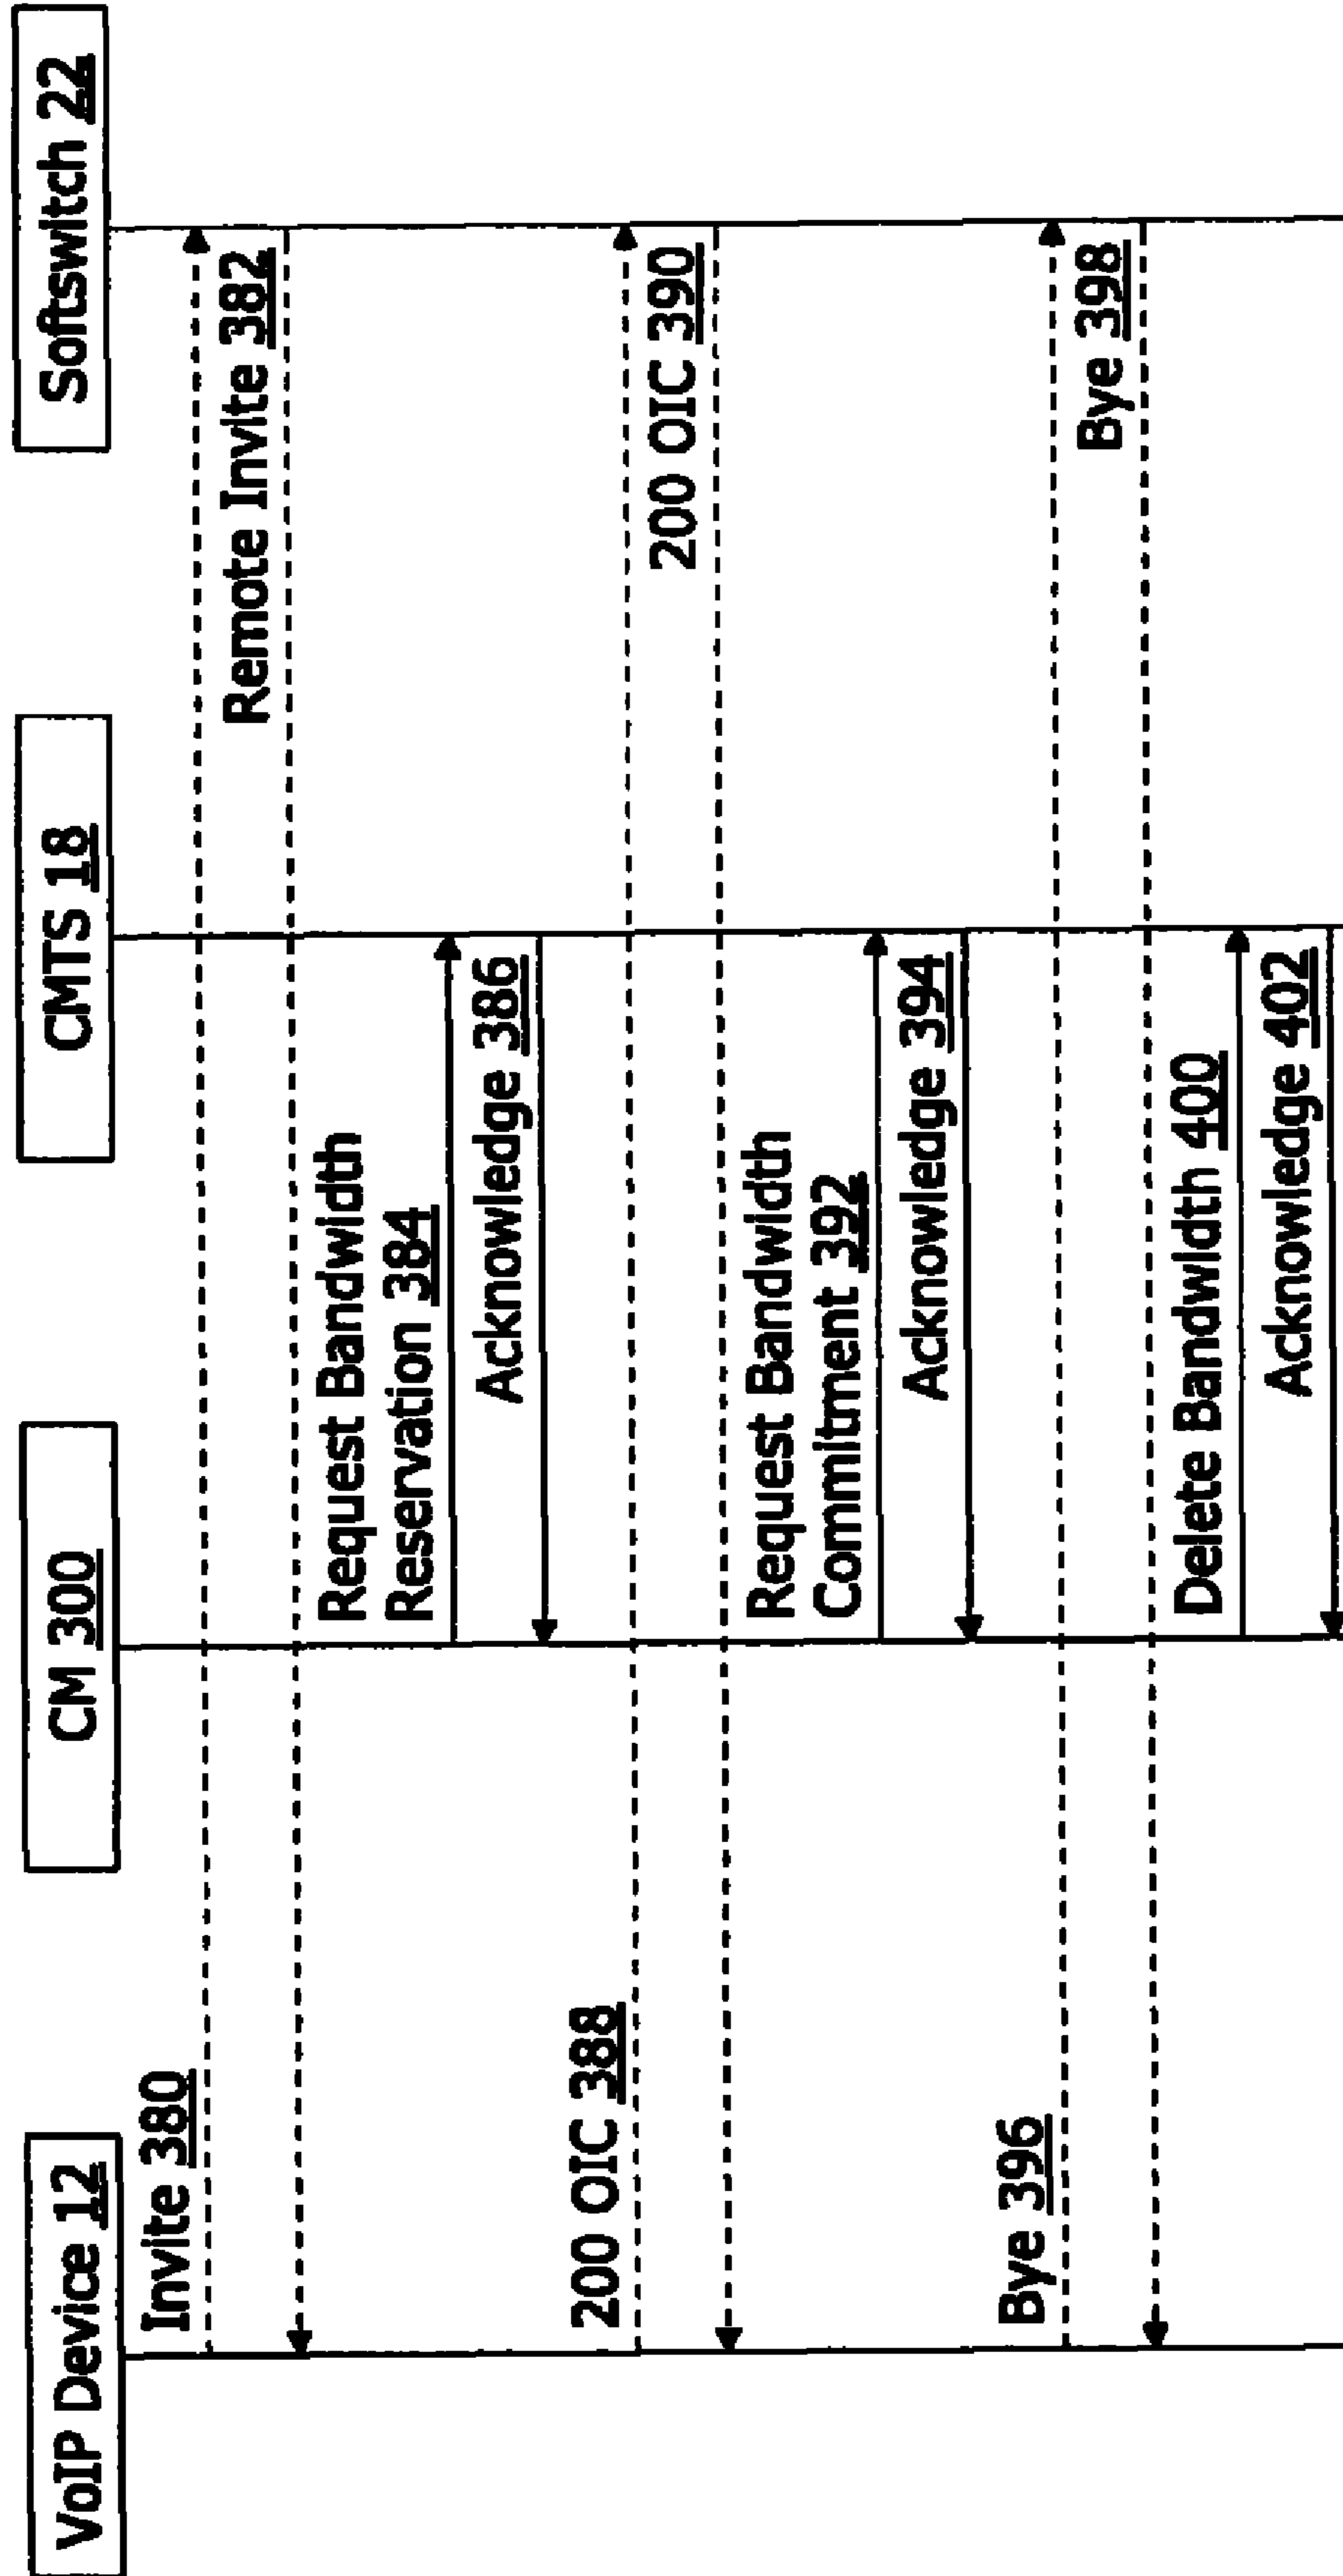 VoIP Device 12
CM 300
CMTS 18
Softswitch 22
Invite 380
Remote Invite 382
Request Bandwidth
Reservation 384
Acknowledge 386
200 OIC 388
200 OIC 390
Request Bandwidth
Commitment 392
Acknowledge 394
Bye 396
Bye 398
Delete Bandwidth 400
Acknowledge 402